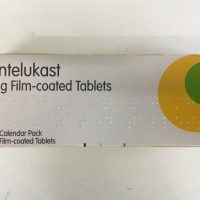 ntelukast
g Film-coated Tablets
Calendar Pack
Film-coated Tablets